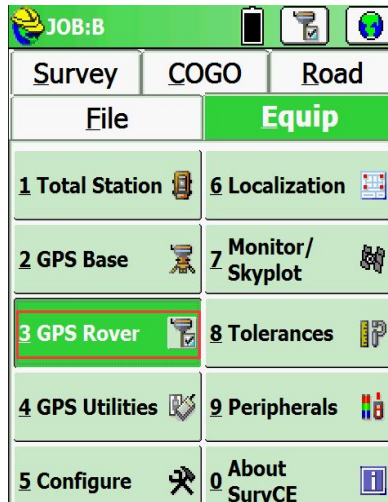 JOB:B
Survey COGO Road
File Equip
1 Total Station 6 Localization
2 GPS Base 7 Monitor/
Skyplot
3 GPS Rover 8 Tolerances
4 GPS Utilities 9 Peripherals
5 Configure 0 About
SurvCE